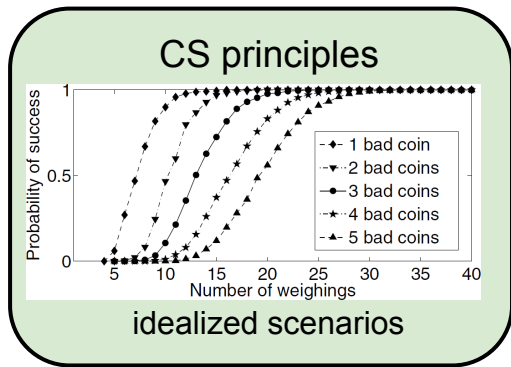 CS principles
1
0.5
0
Probability of success
1 bad coin
2 bad coins
3 bad coins
4 bad coins
5 bad coins
5 10 15 20 25 30 35 40
Number of weighings
idealized scenarios